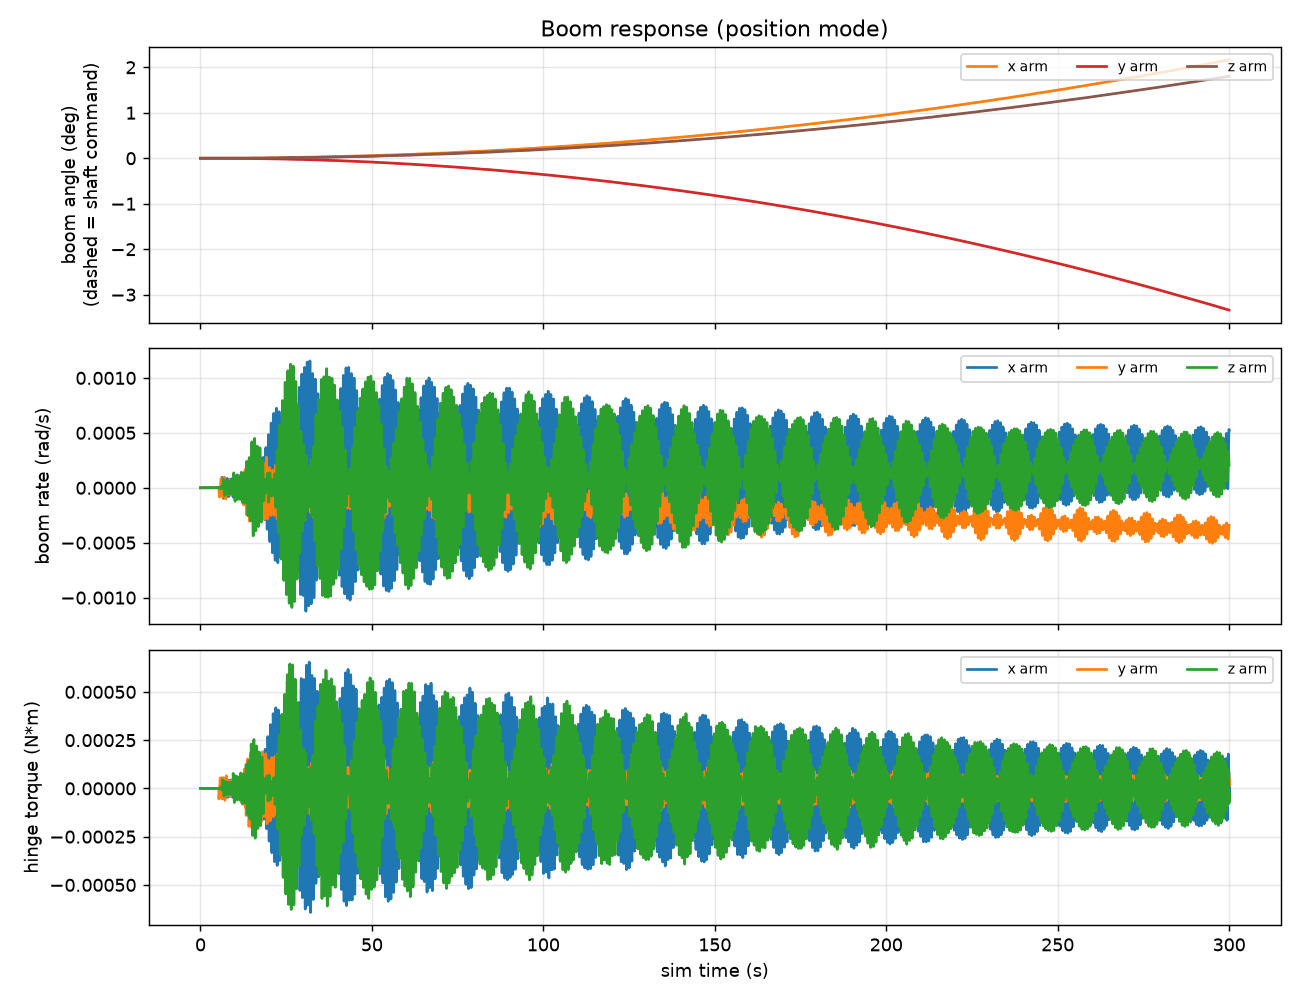 Boom response (position mode)
boom angle (deg)
(dashed = shaft command)
2
1
0
−1
−2
−3
x arm y arm z arm
boom rate (rad/s)
0.0010
0.0005
0.0000
−0.0005
−0.0010
x arm y arm z arm
hinge torque (N*m)
0.00050
0.00025
0.00000
−0.00025
−0.00050
x arm y arm z arm
0 50 100 150 200 250 300
sim time (s)